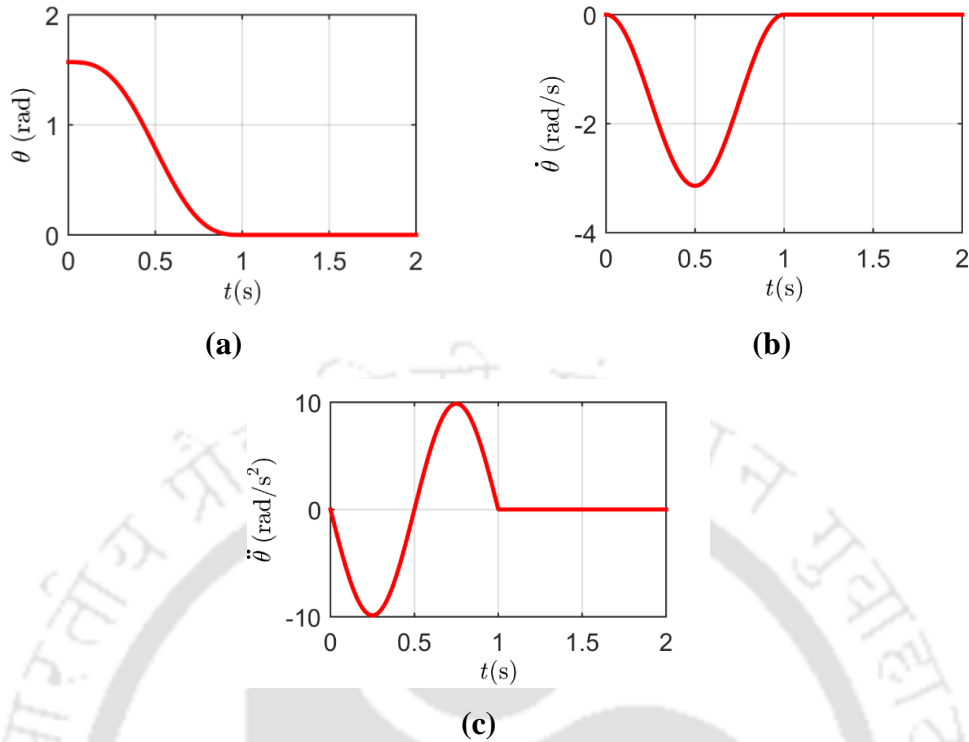 2
1
0
θ (rad)
0 0.5 1 1.5 2
t(s)
(a)
0
-2
-4
θ̇ (rad/s)
0 0.5 1 1.5 2
t(s)
(b)
10
0
-10
θ̈ (rad/s²)
0 0.5 1 1.5 2
t(s)
(c)